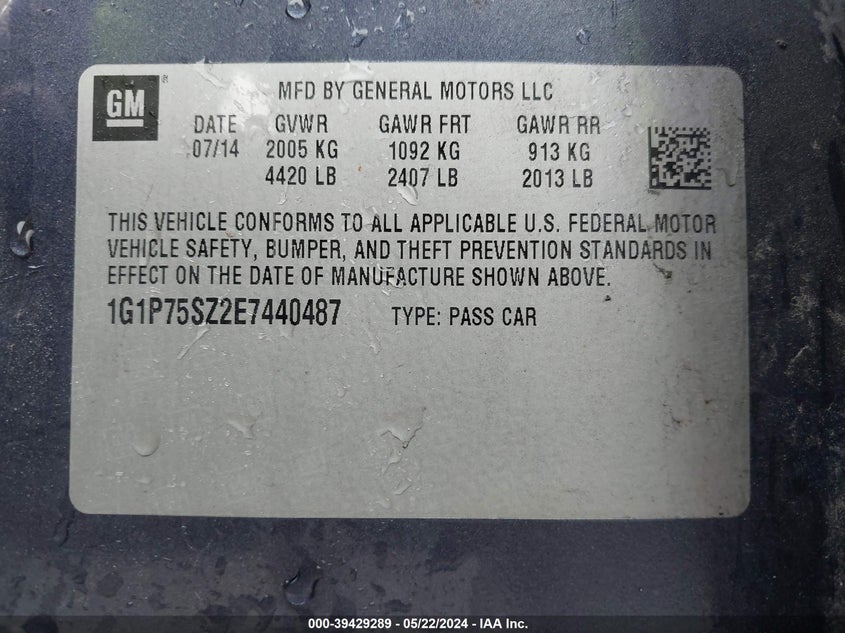 GM
MFD BY GENERAL MOTORS LLC
DATE GVWR GAWR FRT GAWR RR
07/14 2005 KG 1092 KG 913 KG
4420 LB 2407 LB 2013 LB
THIS VEHICLE CONFORMS TO ALL APPLICABLE U.S. FEDERAL MOTOR
VEHICLE SAFETY, BUMPER, AND THEFT PREVENTION STANDARDS IN
EFFECT ON THE DATE OF MANUFACTURE SHOWN ABOVE.
1G1P75SZ2E7440487 TYPE: PASS CAR
000-39429289 - 05/22/2024 - IAA Inc.